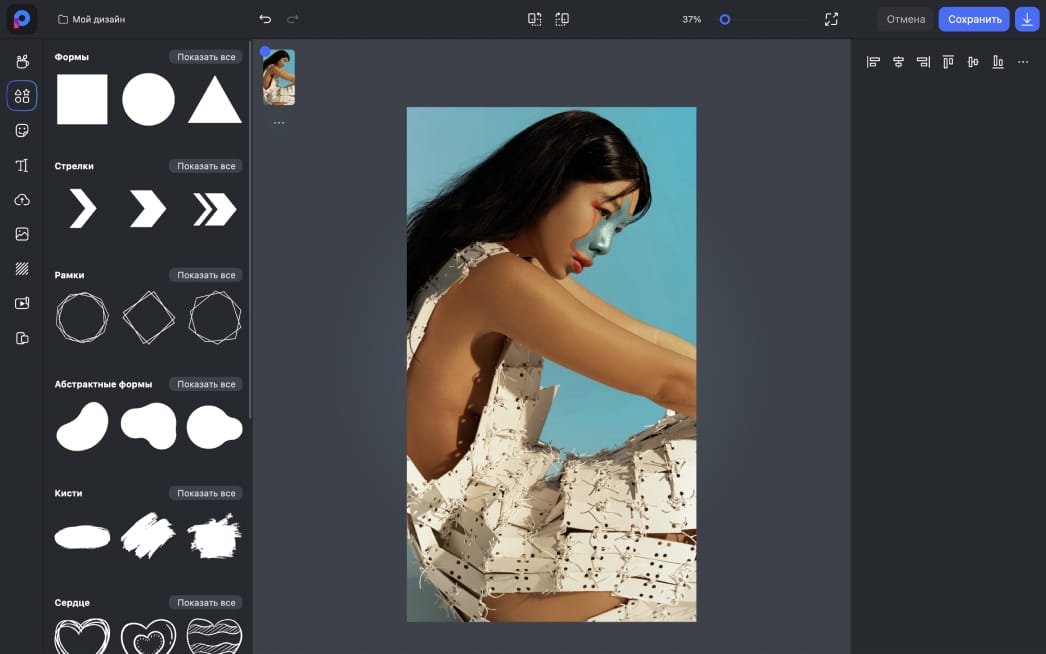 Мой дизайн
37%
Отмена
Сохранить
Формы
Показать все
Стрелки
Показать все
Рамки
Показать все
Абстрактные формы
Показать все
Кисти
Показать все
Сердце
Показать все